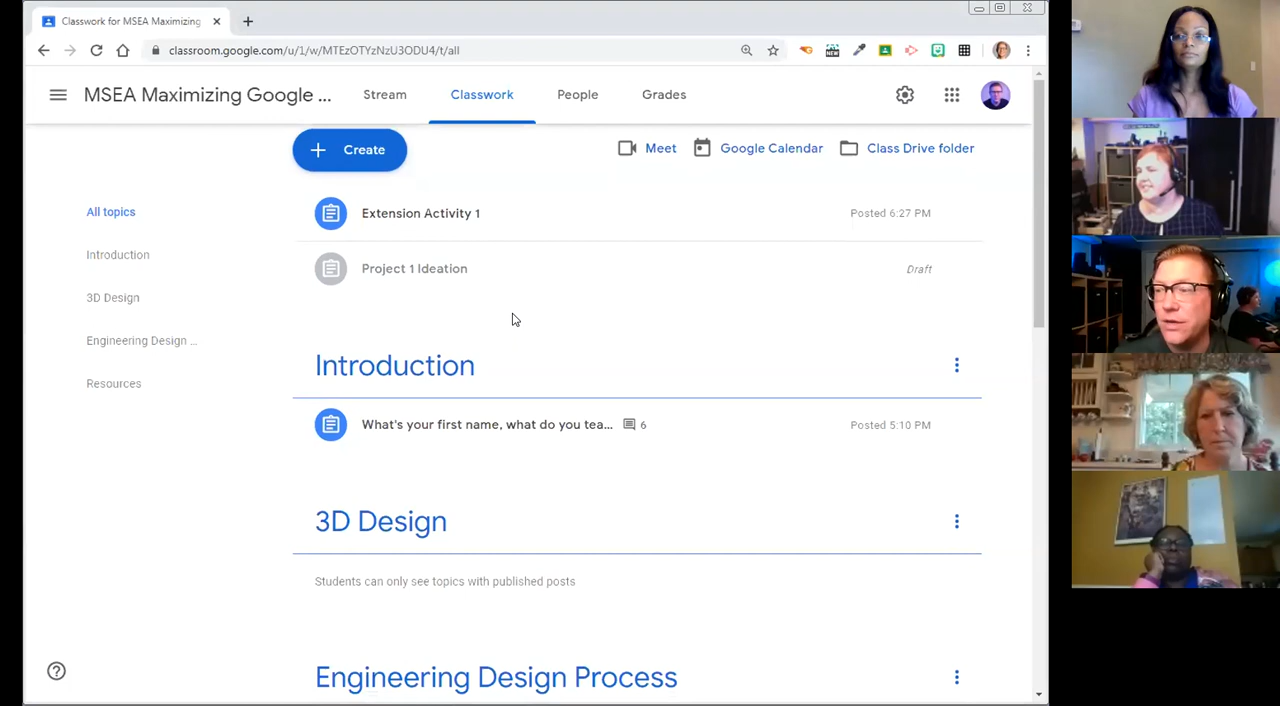 Classwork for MSEA Maximizing
classroom.google.com/u/1/w/MTEzOTYzNzU3ODU4/t/all
MSEA Maximizing Google ...
Stream
Classwork
People
Grades
Create
Meet
Google Calendar
Class Drive folder
All topics
Introduction
3D Design
Engineering Design ...
Resources
Extension Activity 1
Posted 6:27 PM
Project 1 Ideation
Draft
Introduction
What's your first name, what do you tea...
6
Posted 5:10 PM
3D Design
Students can only see topics with published posts
Engineering Design Process